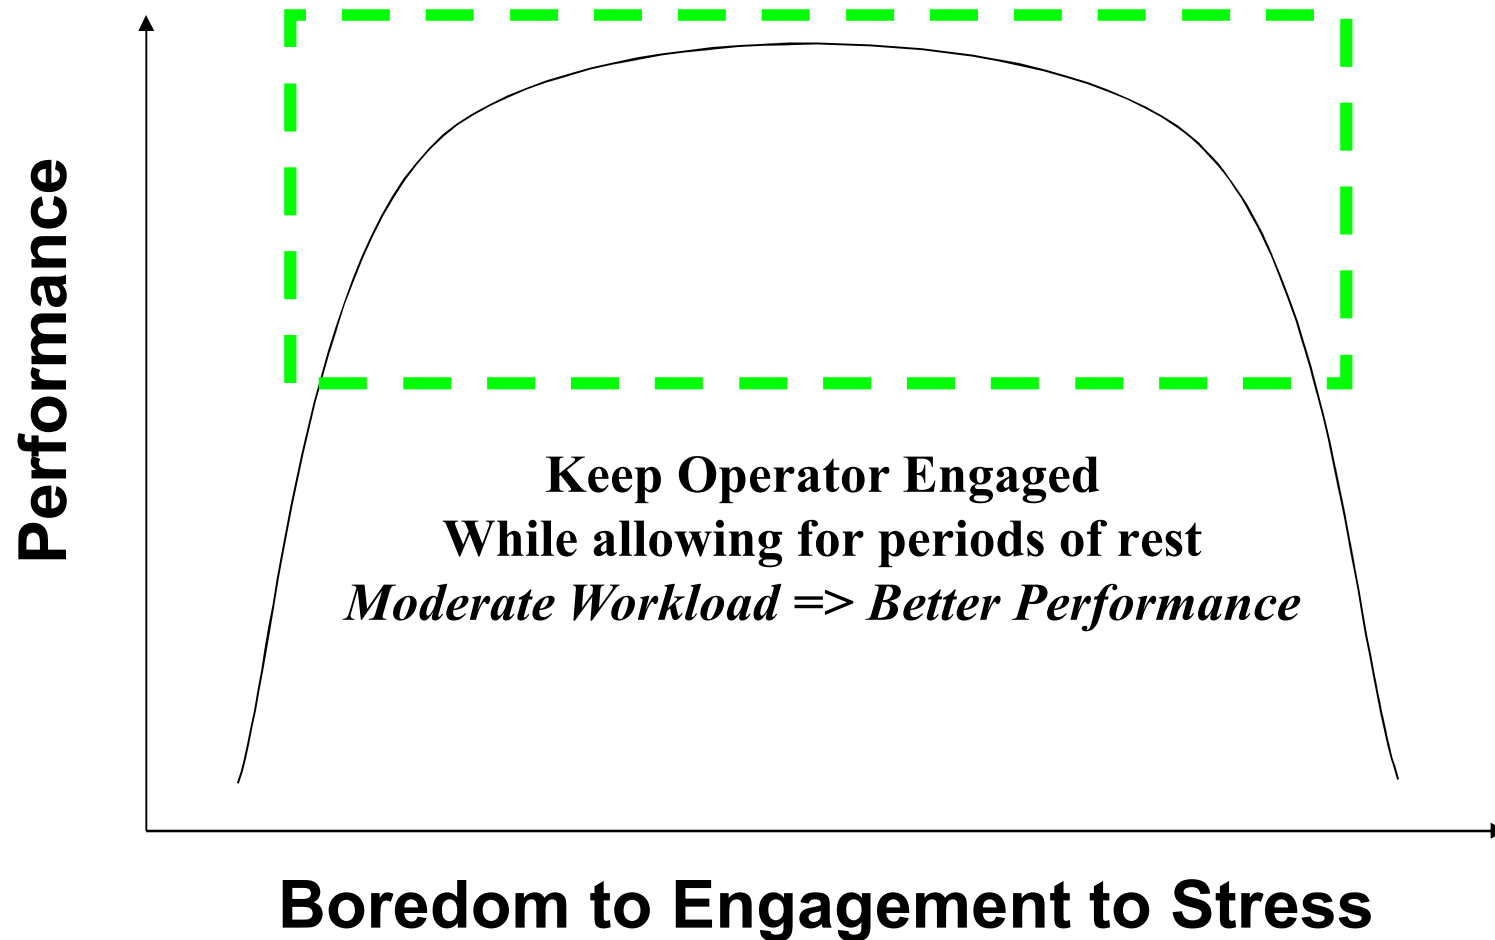 Performance
Keep Operator Engaged
While allowing for periods of rest
Moderate Workload => Better Performance
Boredom to Engagement to Stress